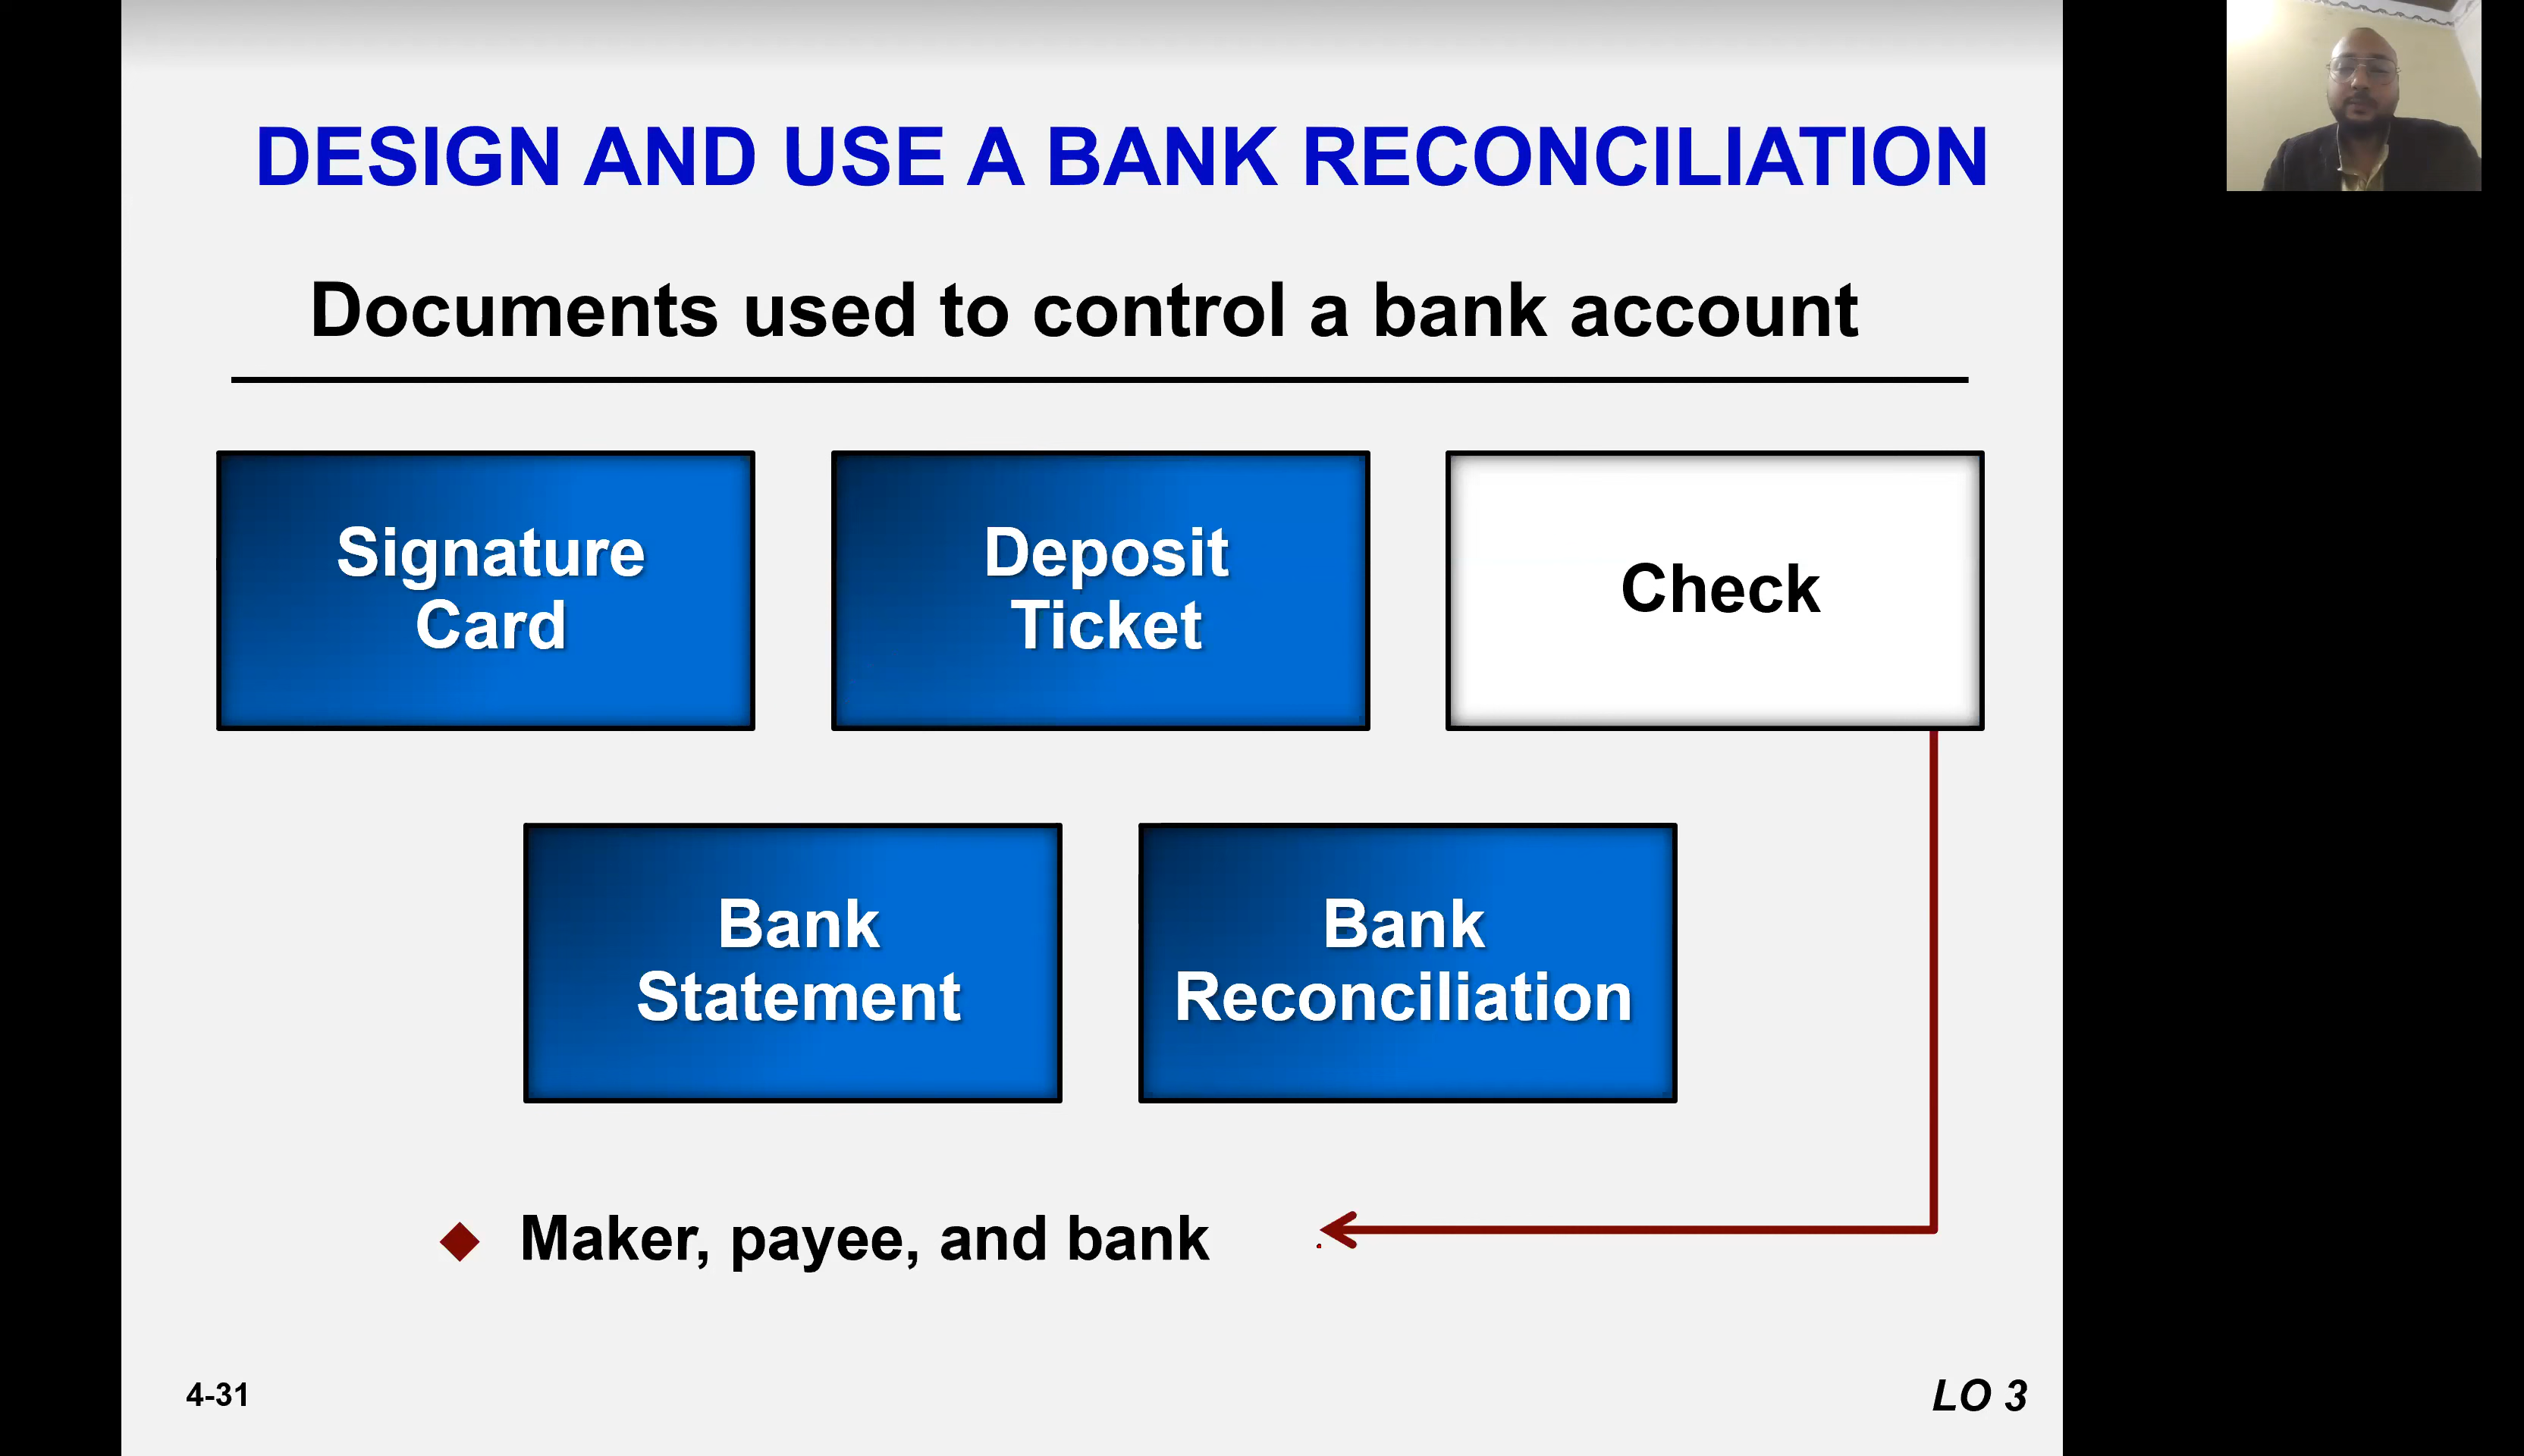 DESIGN AND USE A BANK RECONCILIATION
Documents used to control a bank account
Signature
Card
Deposit
Ticket
Check
Bank
Statement
Bank
Reconciliation
Maker, payee, and bank
4-31
LO 3